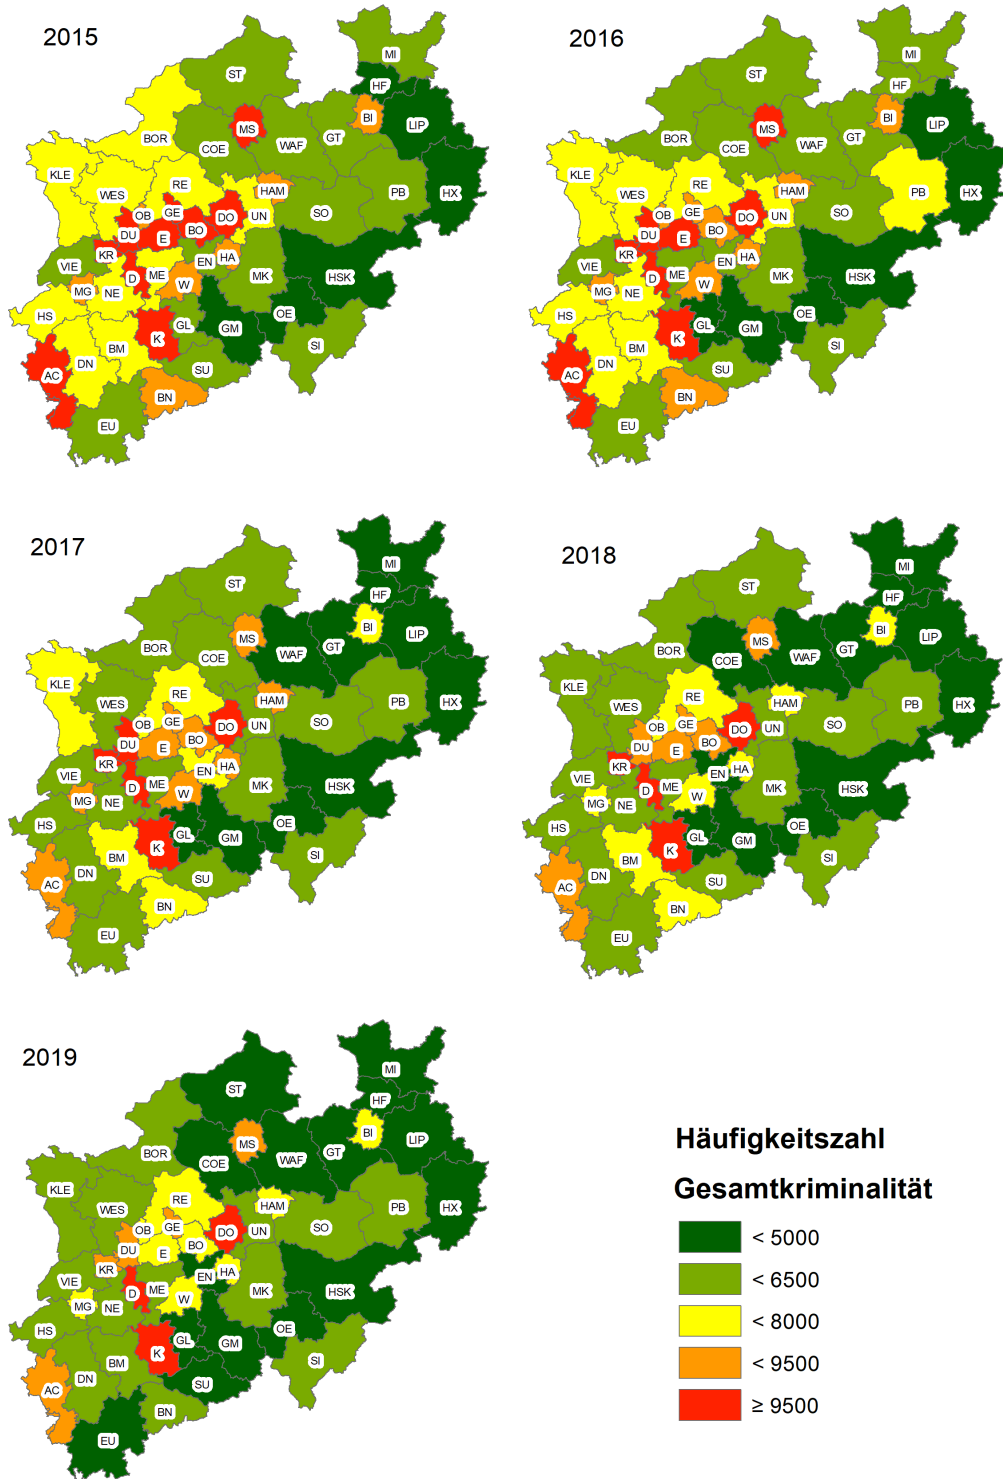 2015
MI
ST
HF
BI
LIP
MS
GT
BOR
COE
WAF
KLE
RE
HAM
PB
HX
WES
OB
GE
DO
UN
SO
DU
E
BO
KR
EN
HA
VIE
D
ME
MK
HSK
MG
NE
W
HS
K
GL
GM
OE
SI
AC
DN
BM
SU
BN
EU
2016
MI
ST
HF
BI
LIP
MS
GT
BOR
COE
WAF
KLE
RE
HAM
PB
HX
WES
OB
GE
DO
UN
SO
DU
E
BO
KR
EN
HA
VIE
D
ME
MK
HSK
MG
NE
W
HS
K
GL
GM
OE
SI
AC
DN
BM
SU
BN
EU
2017
MI
ST
HF
BI
LIP
MS
GT
BOR
COE
WAF
KLE
RE
HAM
PB
HX
WES
OB
GE
DO
UN
SO
DU
E
BO
KR
EN
HA
VIE
D
ME
MK
HSK
MG
NE
W
HS
K
GL
GM
OE
SI
AC
DN
BM
SU
BN
EU
2018
MI
ST
HF
BI
LIP
MS
GT
BOR
COE
WAF
KLE
RE
HAM
PB
HX
WES
OB
GE
DO
UN
SO
DU
E
BO
KR
EN
HA
VIE
D
ME
MK
HSK
MG
NE
W
HS
K
GL
GM
OE
SI
AC
DN
BM
SU
BN
EU
2019
MI
ST
HF
BI
LIP
MS
GT
BOR
COE
WAF
KLE
RE
HAM
PB
HX
WES
OB
GE
DO
UN
SO
DU
E
BO
KR
EN
HA
VIE
D
ME
MK
HSK
MG
NE
W
HS
K
GL
GM
OE
SI
AC
DN
BM
SU
BN
EU
Häufigkeitszahl
Gesamtkriminalität
< 5000
< 6500
< 8000
< 9500
≥ 9500